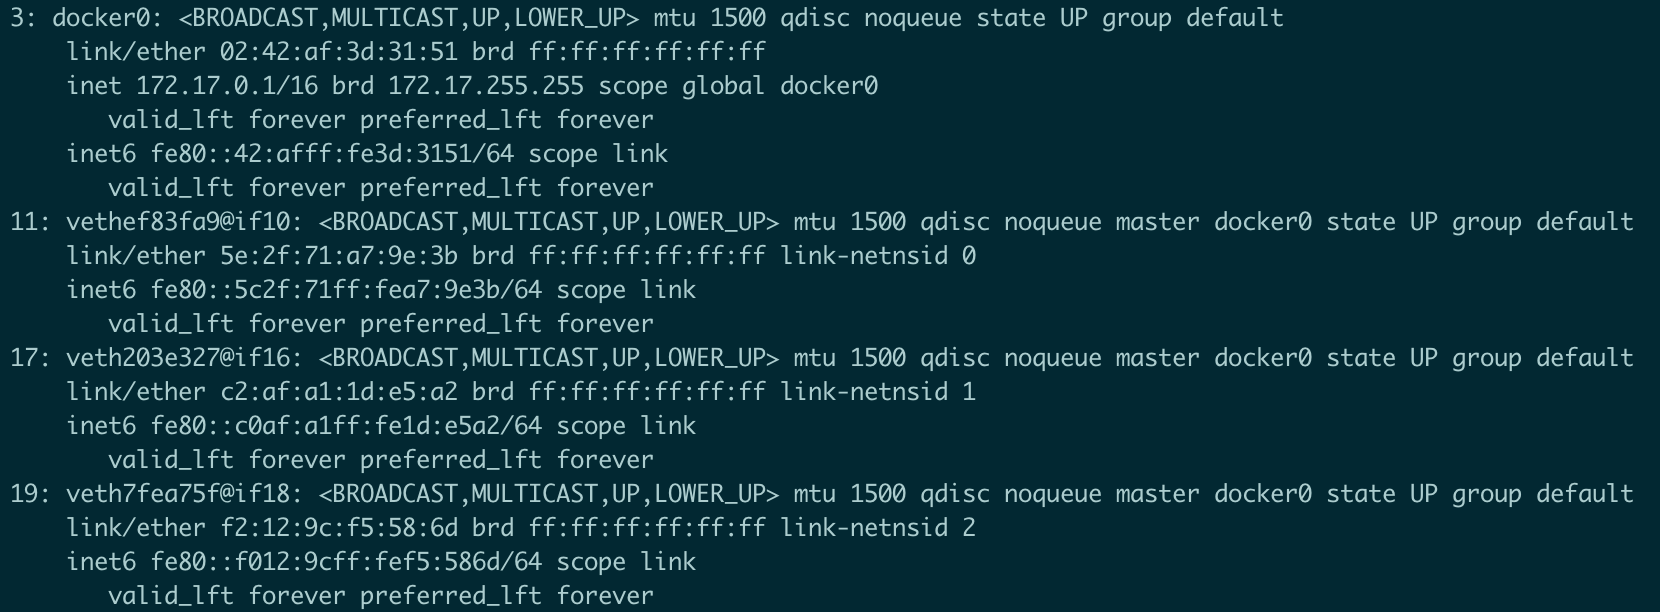 3: docker0: <BROADCAST,MULTICAST,UP,LOWER_UP> mtu 1500 qdisc noqueue state UP group default
link/ether 02:42:af:3d:31:51 brd ff:ff:ff:ff:ff:ff
inet 172.17.0.1/16 brd 172.17.255.255 scope global docker0
valid_lft forever preferred_lft forever
inet6 fe80::42:afff:fe3d:3151/64 scope link
valid_lft forever preferred_lft forever
11: vethef83fa9@if10: <BROADCAST,MULTICAST,UP,LOWER_UP> mtu 1500 qdisc noqueue master docker0 state UP group default
link/ether 5e:2f:71:a7:9e:3b brd ff:ff:ff:ff:ff:ff link-netnsid 0
inet6 fe80::5c2f:71ff:fea7:9e3b/64 scope link
valid_lft forever preferred_lft forever
17: veth203e327@if16: <BROADCAST,MULTICAST,UP,LOWER_UP> mtu 1500 qdisc noqueue master docker0 state UP group default
link/ether c2:af:a1:1d:e5:a2 brd ff:ff:ff:ff:ff:ff link-netnsid 1
inet6 fe80::c0af:a1ff:fe1d:e5a2/64 scope link
valid_lft forever preferred_lft forever
19: veth7fea75f@if18: <BROADCAST,MULTICAST,UP,LOWER_UP> mtu 1500 qdisc noqueue master docker0 state UP group default
link/ether f2:12:9c:f5:58:6d brd ff:ff:ff:ff:ff:ff link-netnsid 2
inet6 fe80::f012:9cff:fef5:586d/64 scope link
valid_lft forever preferred_lft forever